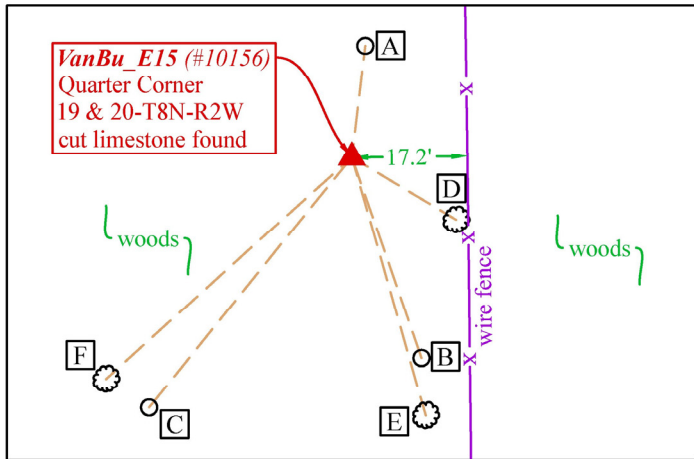 A
VanBu_E15 (#10156)
Quarter Corner
19 & 20-T8N-R2W
cut limestone found
x
17.2'
D
x
woods
woods
wire fence
F
B
x
C
E